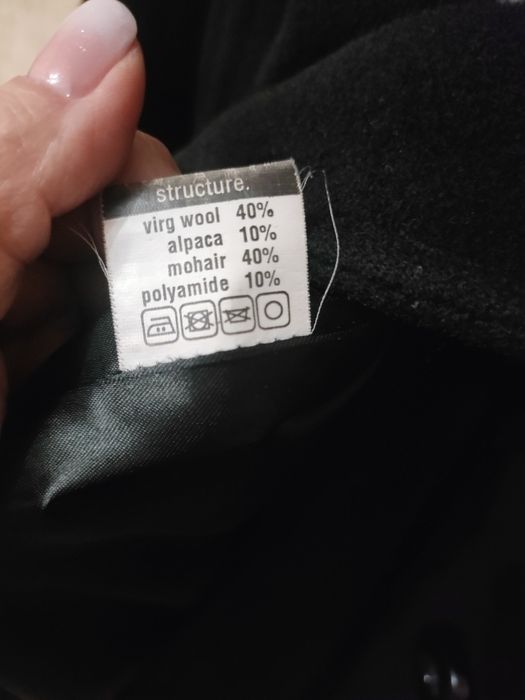 structure.
virg wool 40%
alpaca 10%
mohair 40%
polyamide 10%